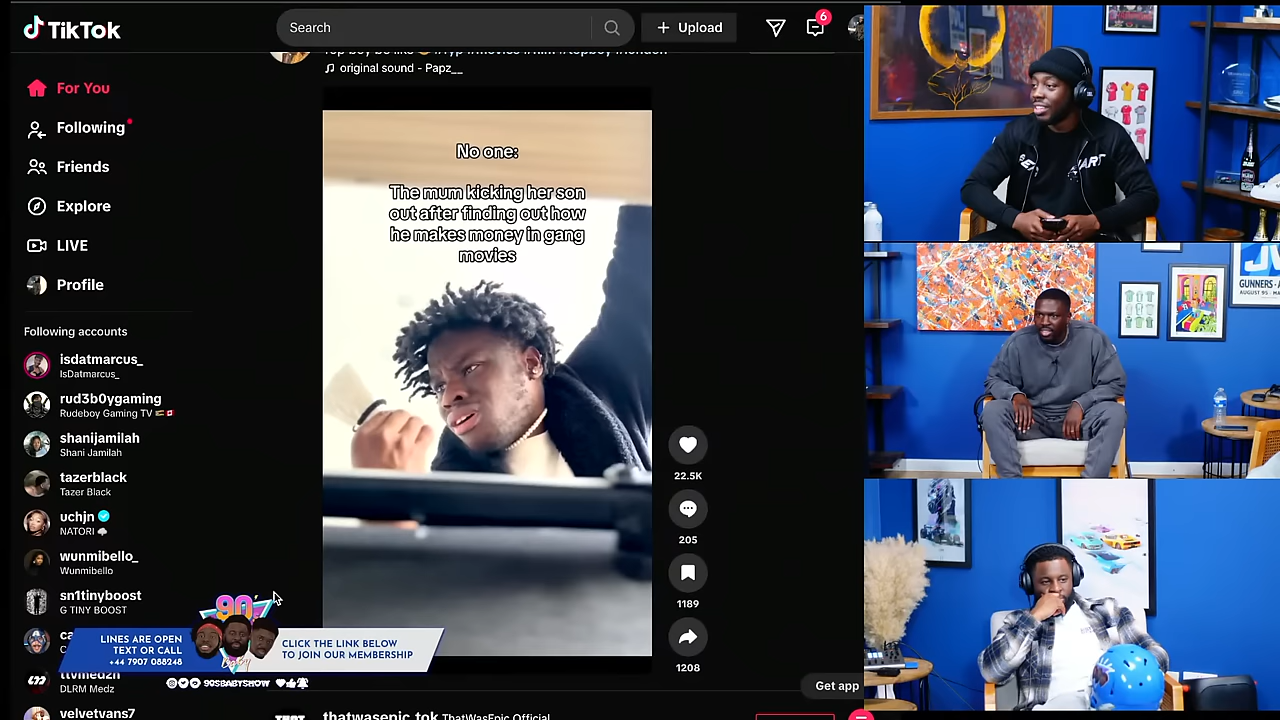 TikTok
Search
Upload
6
original sound - Papz__
For You
Following
Friends
Explore
LIVE
Profile
Following accounts
isdatmarcus_
IsDatmarcus_
rud3b0ygaming
Rudeboy Gaming TV
shanijamilah
Shani Jamilah
tazerblack
Tazer Black
uchjn
NATORI
wunmibello_
Wunmibello
sn1tinyboost
G TINY BOOST
DLRM Medz
velvetvans7
No one:
The mum kicking her son
out after finding out how
he makes money in gang
movies
22.5K
205
1189
1208
Get app
thatwasepic.tok ThatWasEpic Official
90'
LINES ARE OPEN
TEXT OR CALL
+44 7907 088248
CLICK THE LINK BELOW
TO JOIN OUR MEMBERSHIP
90SBABYSHOW
GUNNERS
AUGUST 95